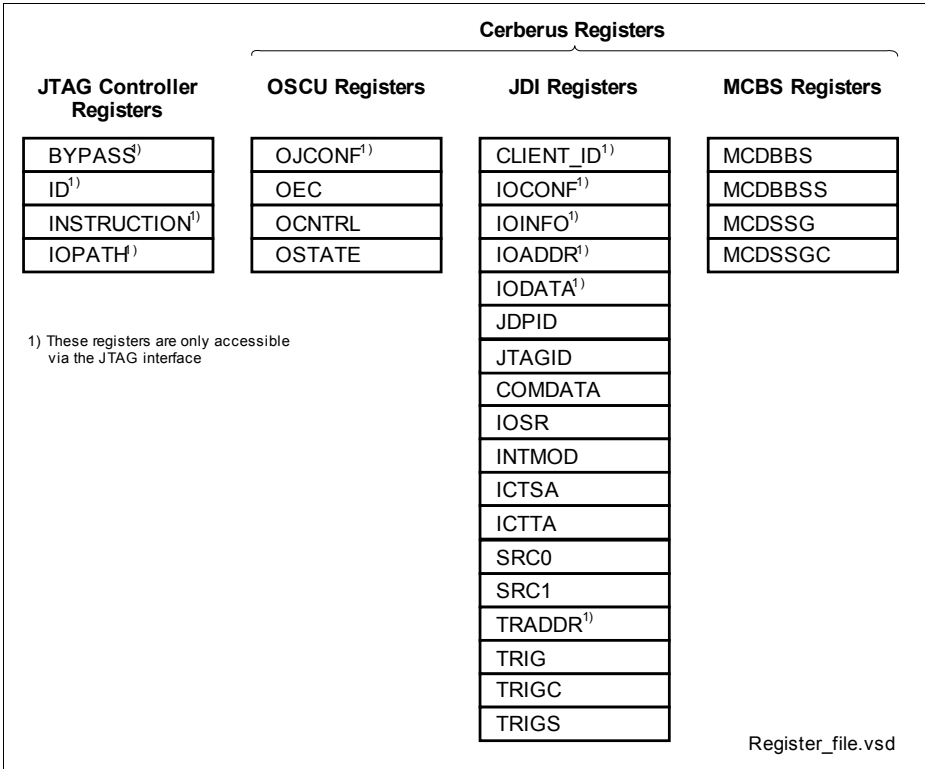 Cerberus Registers
JTAG Controller
Registers
OSCU Registers
JDI Registers
MCBS Registers
BYPASS1)
ID1)
INSTRUCTION1)
IOPATH1)
OJCONF1)
OEC
OCNTRL
OSTATE
CLIENT_ID1)
IOCONF1)
IOINFO1)
IOADDR1)
IODATA1)
JDPID
JTAGID
COMDATA
IOSR
INTMOD
ICTSA
ICTTA
SRC0
SRC1
TRADDR1)
TRIG
TRIGC
TRIGS
MCDBBS
MCDBBSS
MCDSSG
MCDSSGC
1) These registers are only accessible
via the JTAG interface
Register_file.vsd